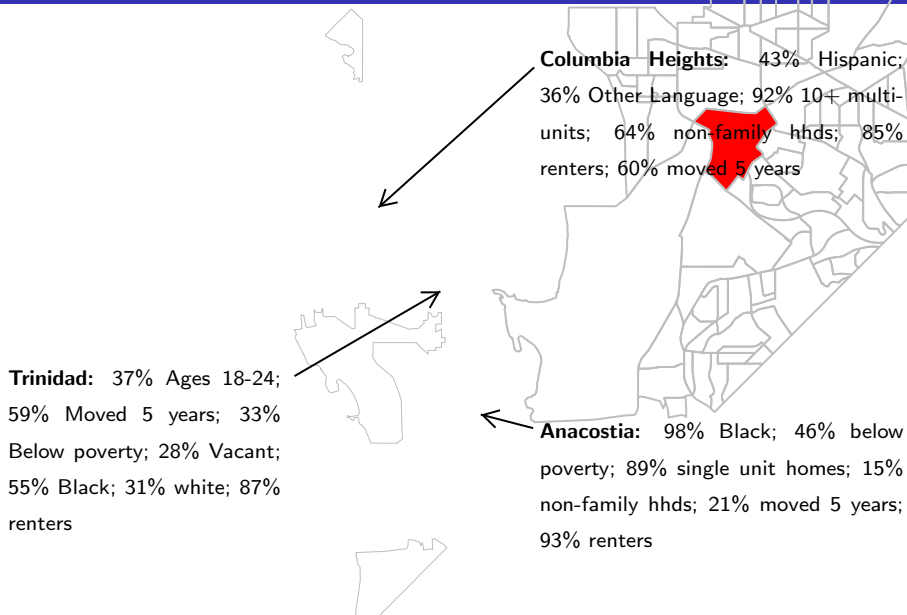 Columbia Heights: 43% Hispanic;
36% Other Language; 92% 10+ multi-
units; 64% non-family hhds; 85%
renters; 60% moved 5 years
Trinidad: 37% Ages 18-24;
59% Moved 5 years; 33%
Below poverty; 28% Vacant;
55% Black; 31% white; 87%
renters
Anacostia: 98% Black; 46% below
poverty; 89% single unit homes; 15%
non-family hhds; 21% moved 5 years;
93% renters